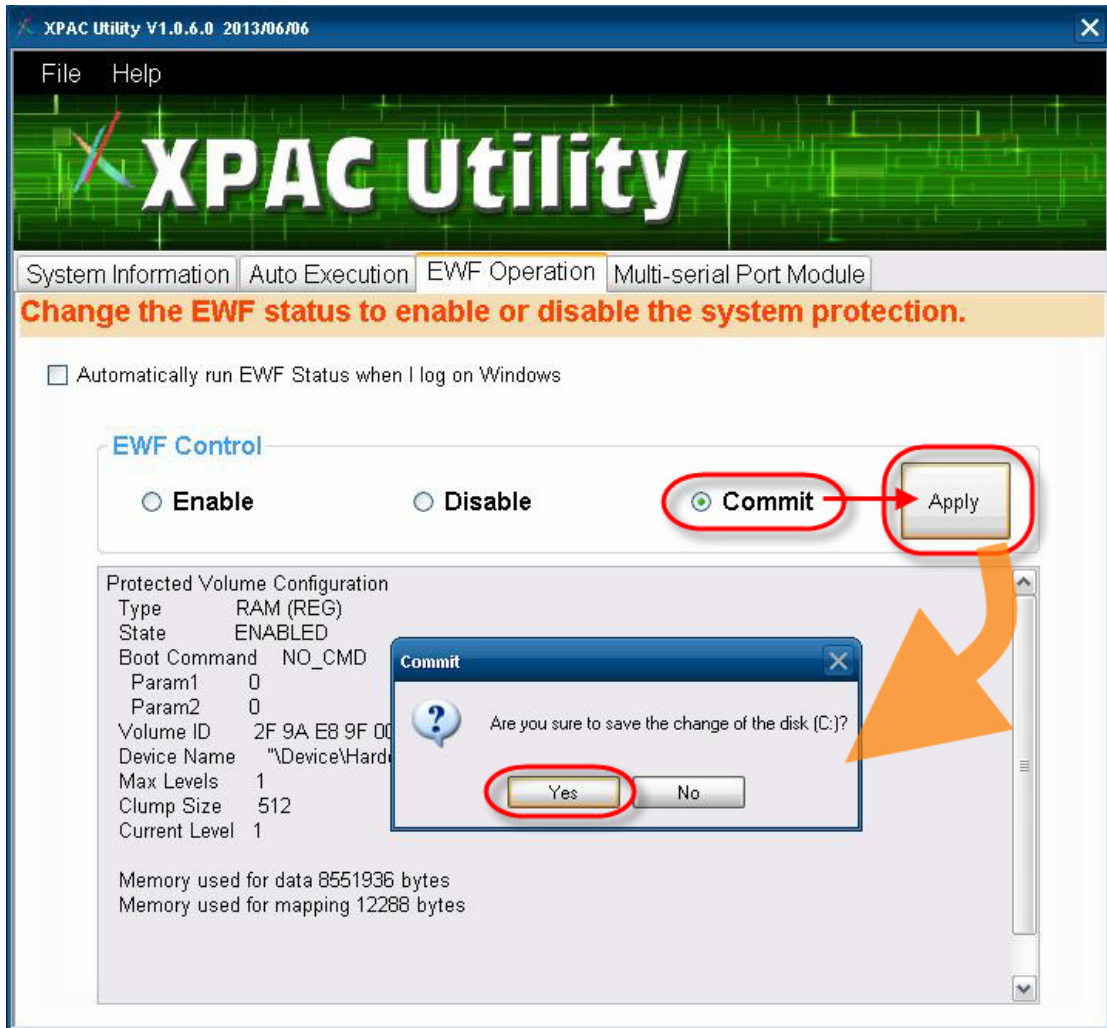 XPAC Utility V1.0.6.0 2013/06/06
File Help
XPAC Utility
System Information Auto Execution EWF Operation Multi-serial Port Module
Change the EWF status to enable or disable the system protection.
Automatically run EWF Status when I log on Windows
EWF Control
Enable Disable Commit Apply
Protected Volume Configuration
Type RAM (REG)
State ENABLED
Boot Command NO_CMD
Param1 0
Param2 0
Volume ID 2F 9A E8 9F
Device Name "\Device\
Max Levels 1
Clump Size 512
Current Level 1
Memory used for data 8551936 bytes
Memory used for mapping 12288 bytes
Commit
Are you sure to save the change of the disk (C:)?
Yes No